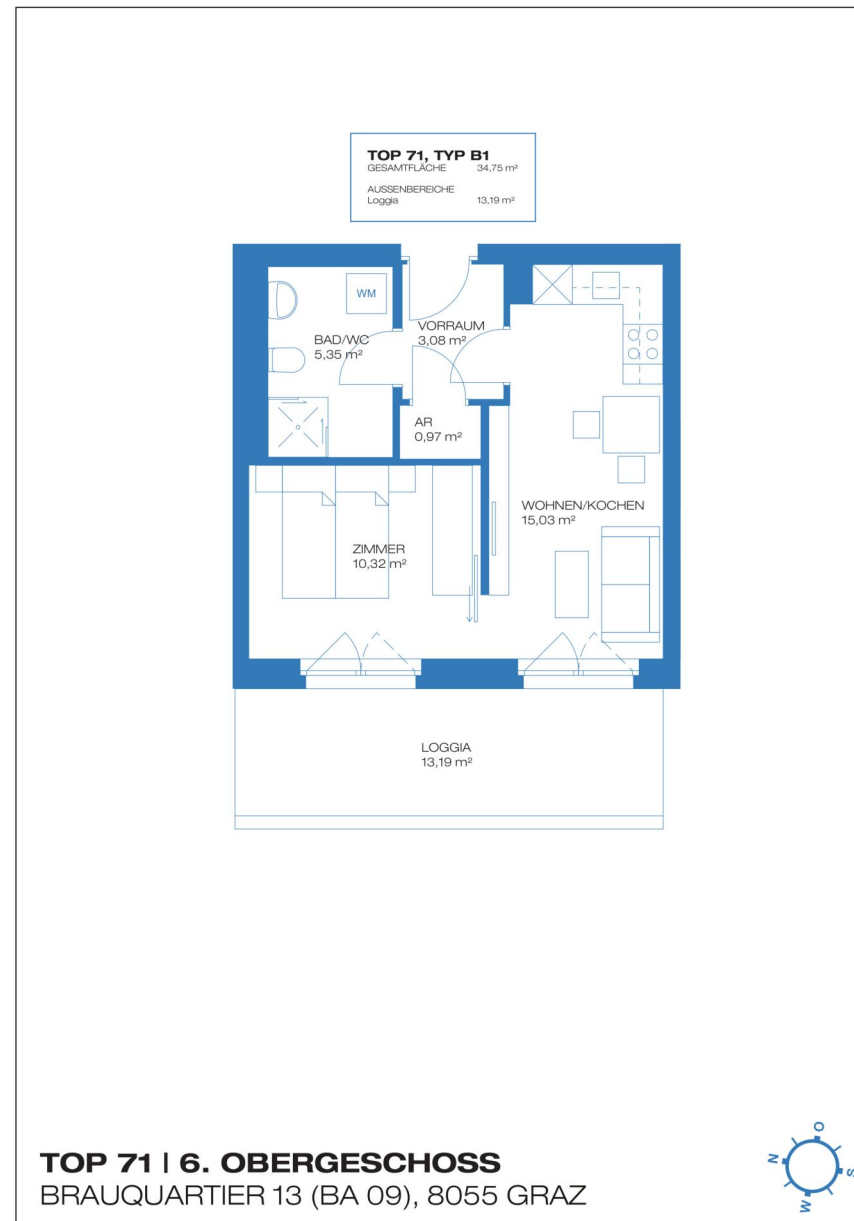 TOP 71, TYP B1
GESAMTFLÄCHE 34,75 m²
AUSSENBEREICHE
Loggia 13,19 m²
WM
BAD/WC
5,35 m²
VORRAUM
3,08 m²
AR
0,97 m²
WOHNEN/KOCHEN
15,03 m²
ZIMMER
10,32 m²
LOGGIA
13,19 m²
TOP 71 | 6. OBERGESCHOSS
BRAUQUARTIER 13 (BA 09), 8055 GRAZ
N
O
S
W